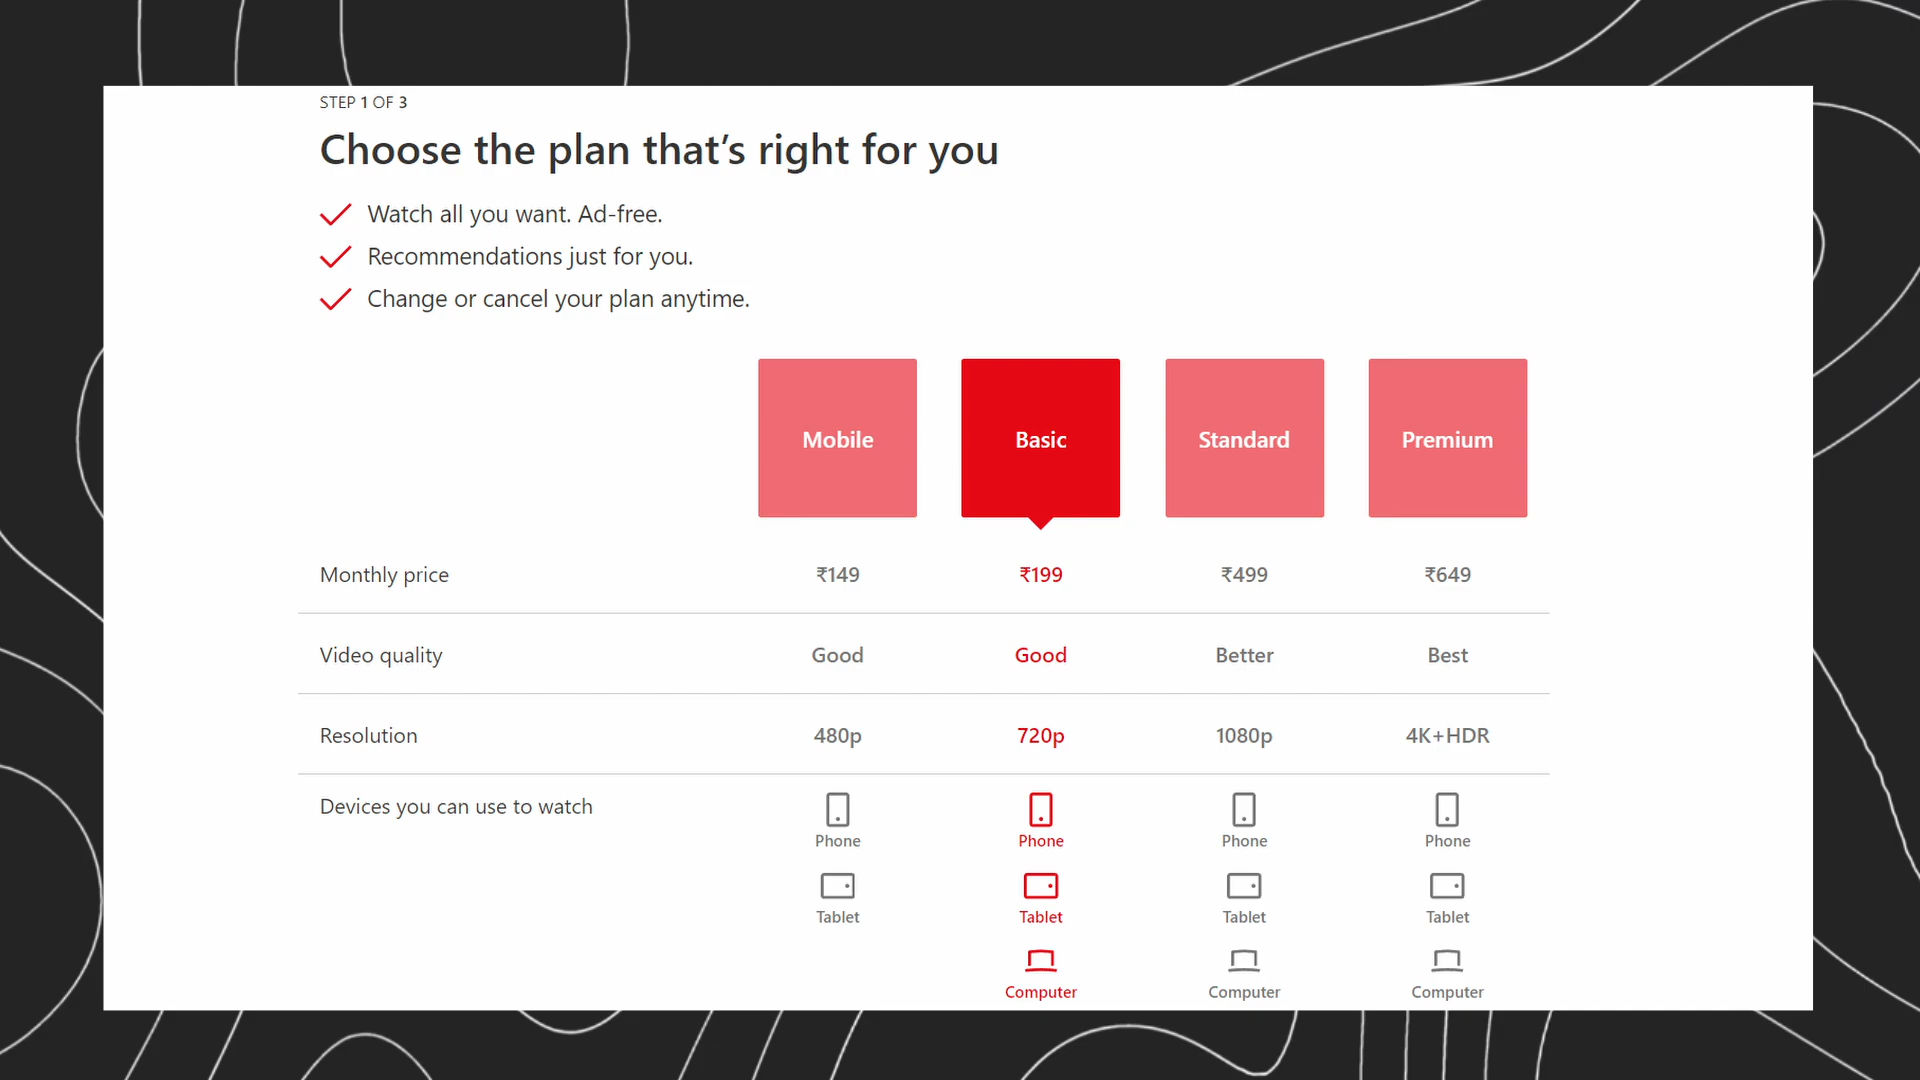 STEP 1 OF 3
Choose the plan that’s right for you
Watch all you want. Ad-free.
Recommendations just for you.
Change or cancel your plan anytime.
Mobile Basic Standard Premium
Monthly price ₹149 ₹199 ₹499 ₹649
Video quality Good Good Better Best
Resolution 480p 720p 1080p 4K+HDR
Devices you can use to watch
Phone Phone Phone Phone
Tablet Tablet Tablet Tablet
Computer Computer Computer